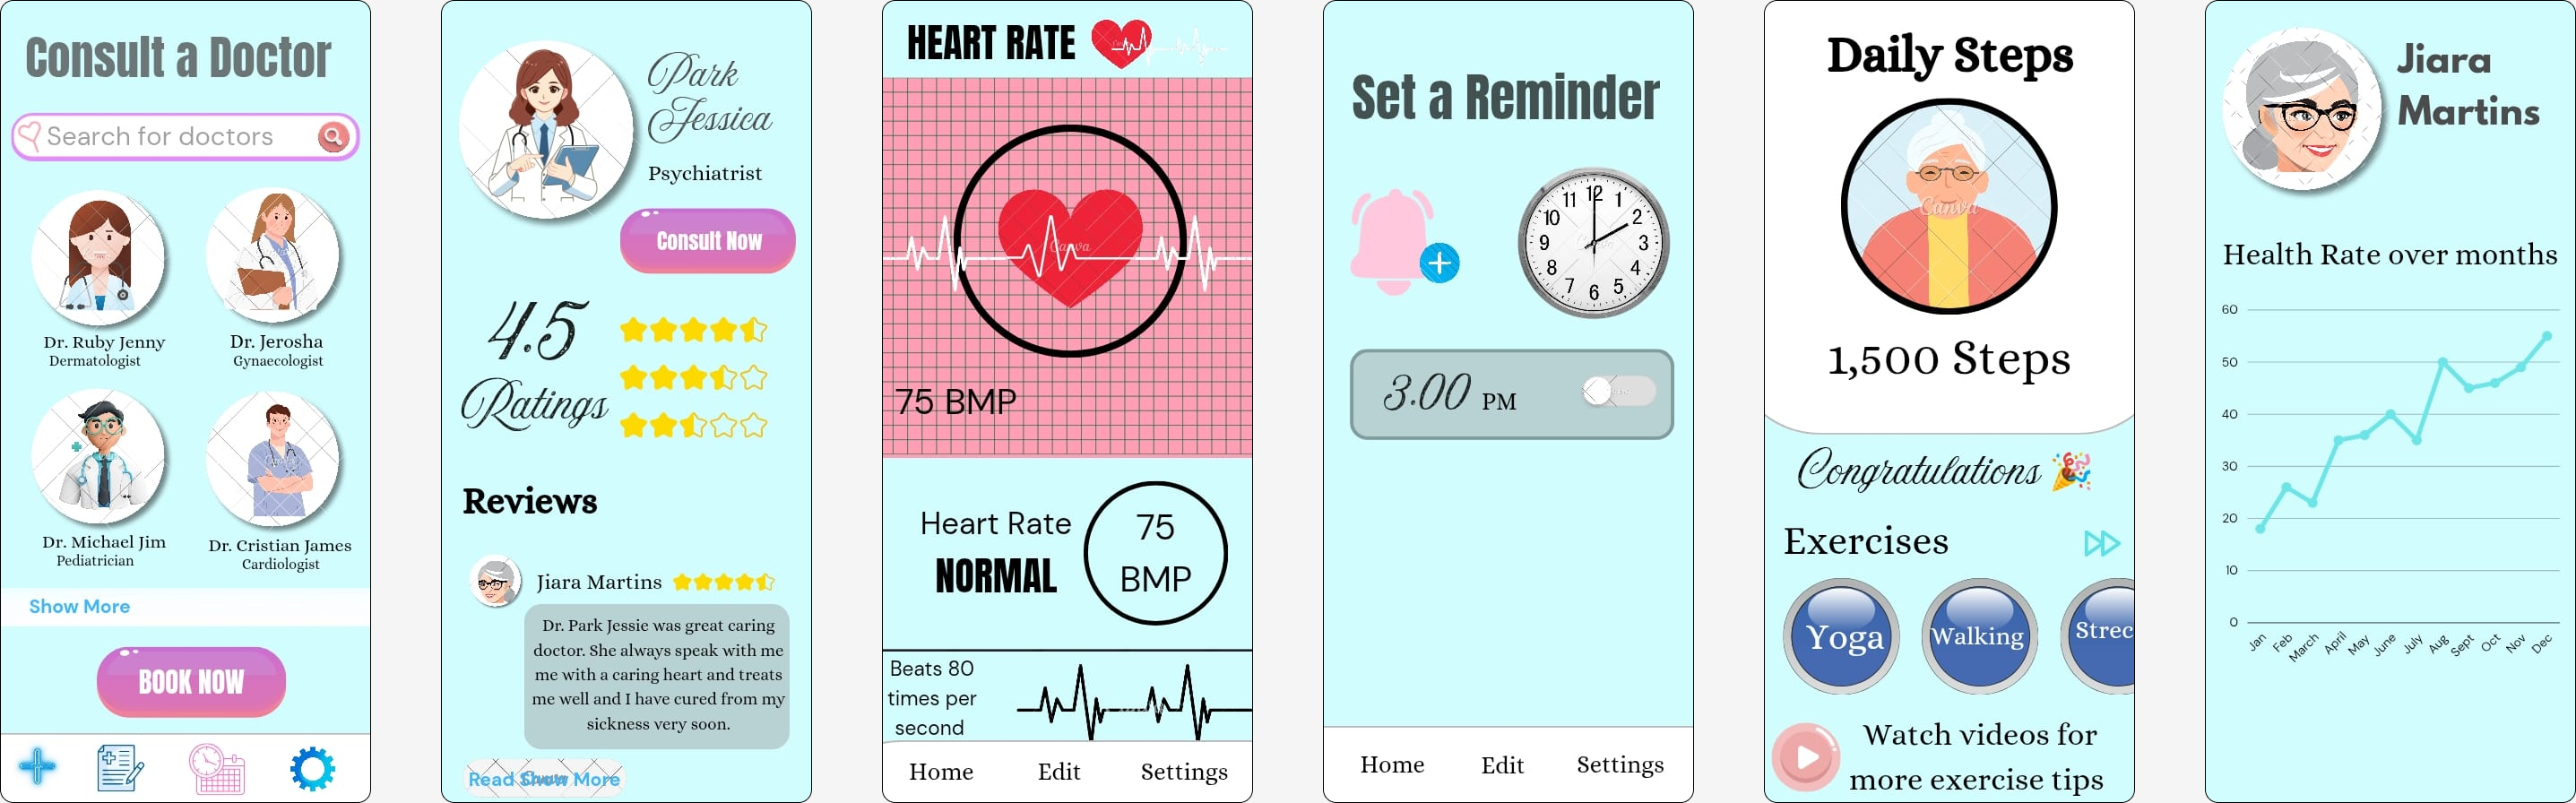 Consult a Doctor
Search for doctors
Dr. Ruby Jenny
Dermatologist
Dr. Jerosha
Gynaecologist
Dr. Michael Jim
Pediatrician
Dr. Cristian James
Cardiologist
Show More
BOOK NOW
Park
Jessica
Psychiatrist
Consult Now
4.5
Ratings
Reviews
Jiara Martins
Dr. Park Jessie was great caring
doctor. She always speak with me
me with a caring heart and treats
me well and I have cured from my
sickness very soon.
Read Show More
HEART RATE
Canva
75 BMP
Heart Rate
NORMAL
75
BMP
Beats 80
times per
second
Home Edit Settings
Set a Reminder
12
11 1
10 2
9 3
8 4
7 5
6
3.00 PM
Home Edit Settings
Daily Steps
Canva
1,500 Steps
Congratulations
Exercises
Yoga
Walking
Strec
Watch videos for
more exercise tips
Jiara
Martins
Health Rate over months
60
50
40
30
20
10
0
Jan Feb March April May June July Aug Sept Oct Nov Dec